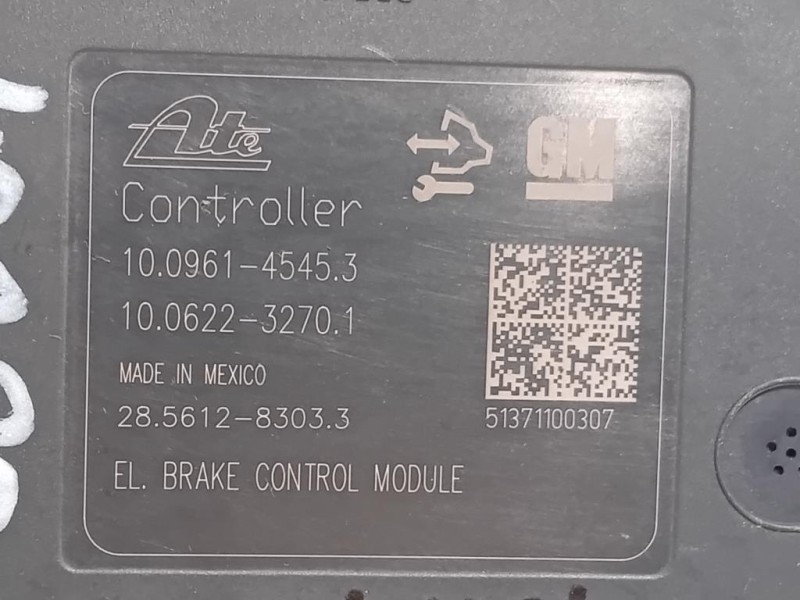 Ate
GM
Controller
10.0961-4545.3
10.0622-3270.1
MADE IN MEXICO
28.5612-8303.3
51371100307
EL. BRAKE CONTROL MODULE